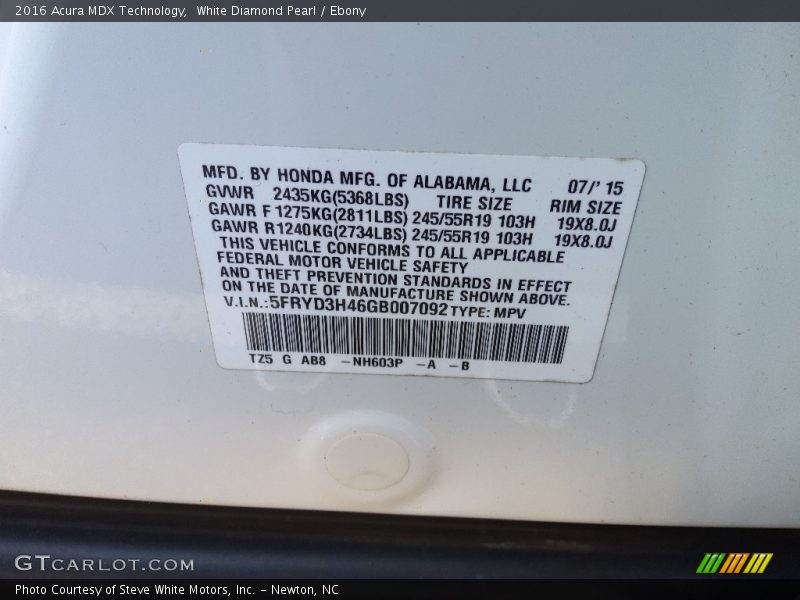 2016 Acura MDX Technology,  White Diamond Pearl / Ebony
MFD. BY HONDA MFG. OF ALABAMA, LLC 07/' 15
GVWR 2435KG(5368LBS) TIRE SIZE RIM SIZE
GAWR F 1275KG(2811LBS) 245/55R19 103H 19X8.0J
GAWR R1240KG(2734LBS) 245/55R19 103H 19X8.0J
THIS VEHICLE CONFORMS TO ALL APPLICABLE
FEDERAL MOTOR VEHICLE SAFETY
AND THEFT PREVENTION STANDARDS IN EFFECT
ON THE DATE OF MANUFACTURE SHOWN ABOVE.
V.I.N.:5FRYD3H46GB007092 TYPE: MPV
TZ5 G AB8 -NH603P -A -B
GTCARLOT.COM
Photo Courtesy of Steve White Motors, Inc. - Newton, NC